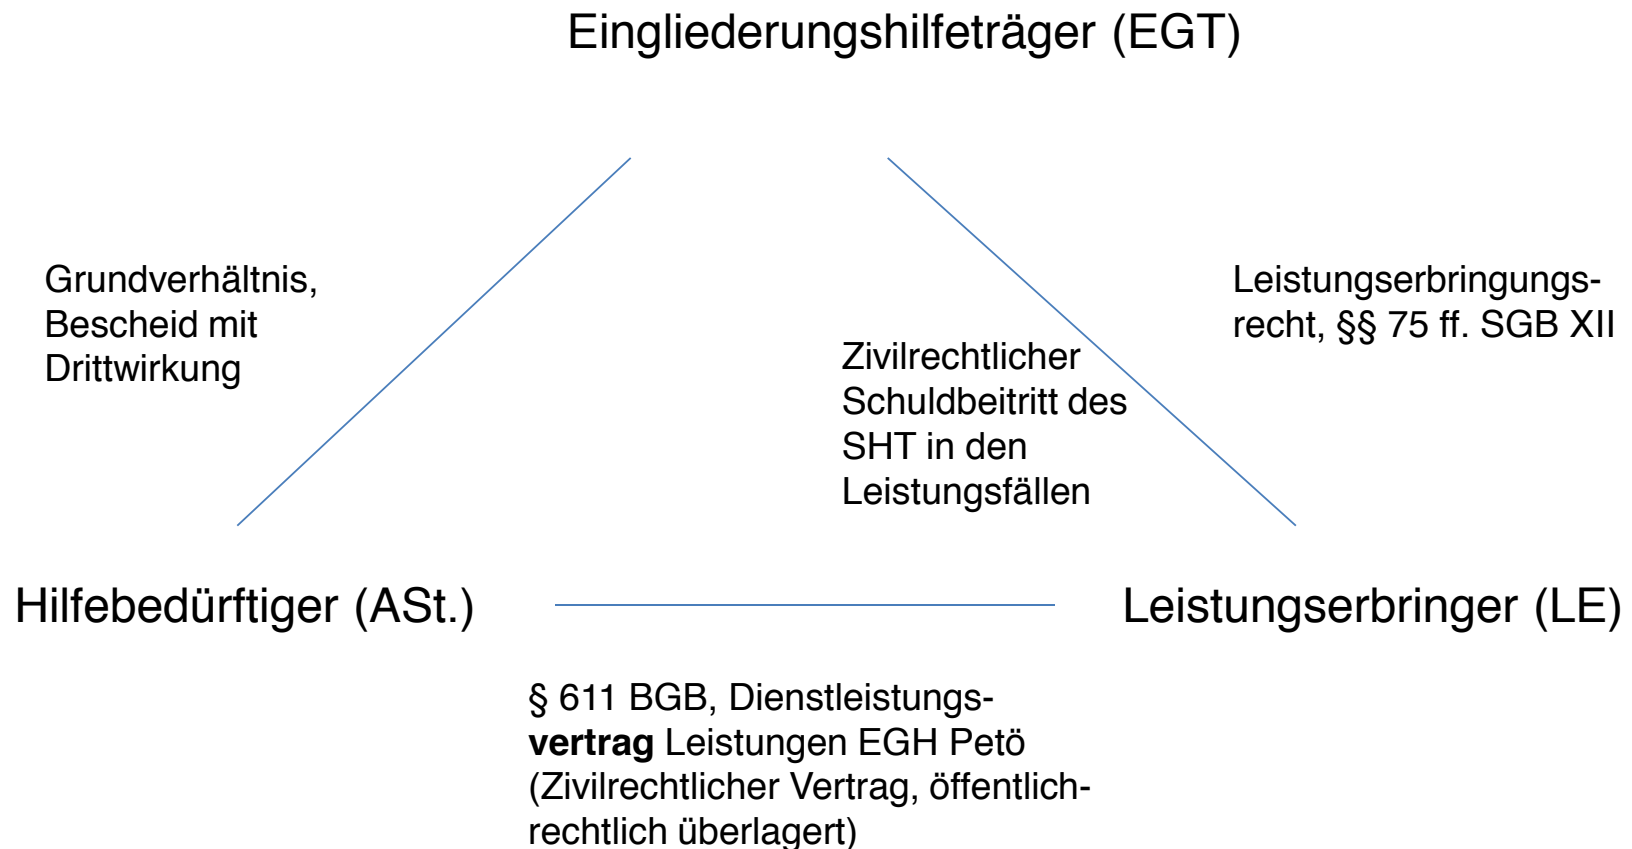 Eingliederungshilfeträger (EGT)
Grundverhältnis,
Bescheid mit
Drittwirkung
Leistungserbringungs-
recht, §§ 75 ff. SGB XII
Zivilrechtlicher
Schuldbeitritt des
SHT in den
Leistungsfällen
Hilfebedürftiger (ASt.)
Leistungserbringer (LE)
§ 611 BGB, Dienstleistungs-
vertrag Leistungen EGH Petö
(Zivilrechtlicher Vertrag, öffentlich-
rechtlich überlagert)